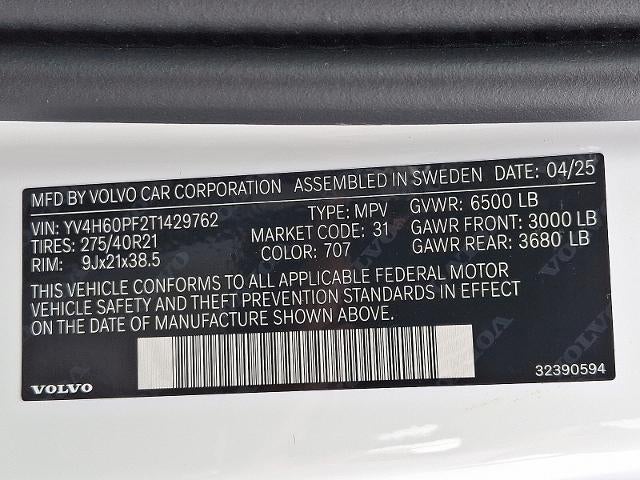 MFD BY VOLVO CAR CORPORATION ASSEMBLED IN SWEDEN DATE: 04/25
VIN: YV4H60PF2T1429762 TYPE: MPV GVWR: 6500 LB
TIRES: 275/40R21 MARKET CODE: 31 GAWR FRONT: 3000 LB
RIM: 9Jx21x38.5 COLOR: 707 GAWR REAR: 3680 LB
THIS VEHICLE CONFORMS TO ALL APPLICABLE FEDERAL MOTOR
VEHICLE SAFETY AND THEFT PREVENTION STANDARDS IN EFFECT
ON THE DATE OF MANUFACTURE SHOWN ABOVE.
VOLVO
32390594